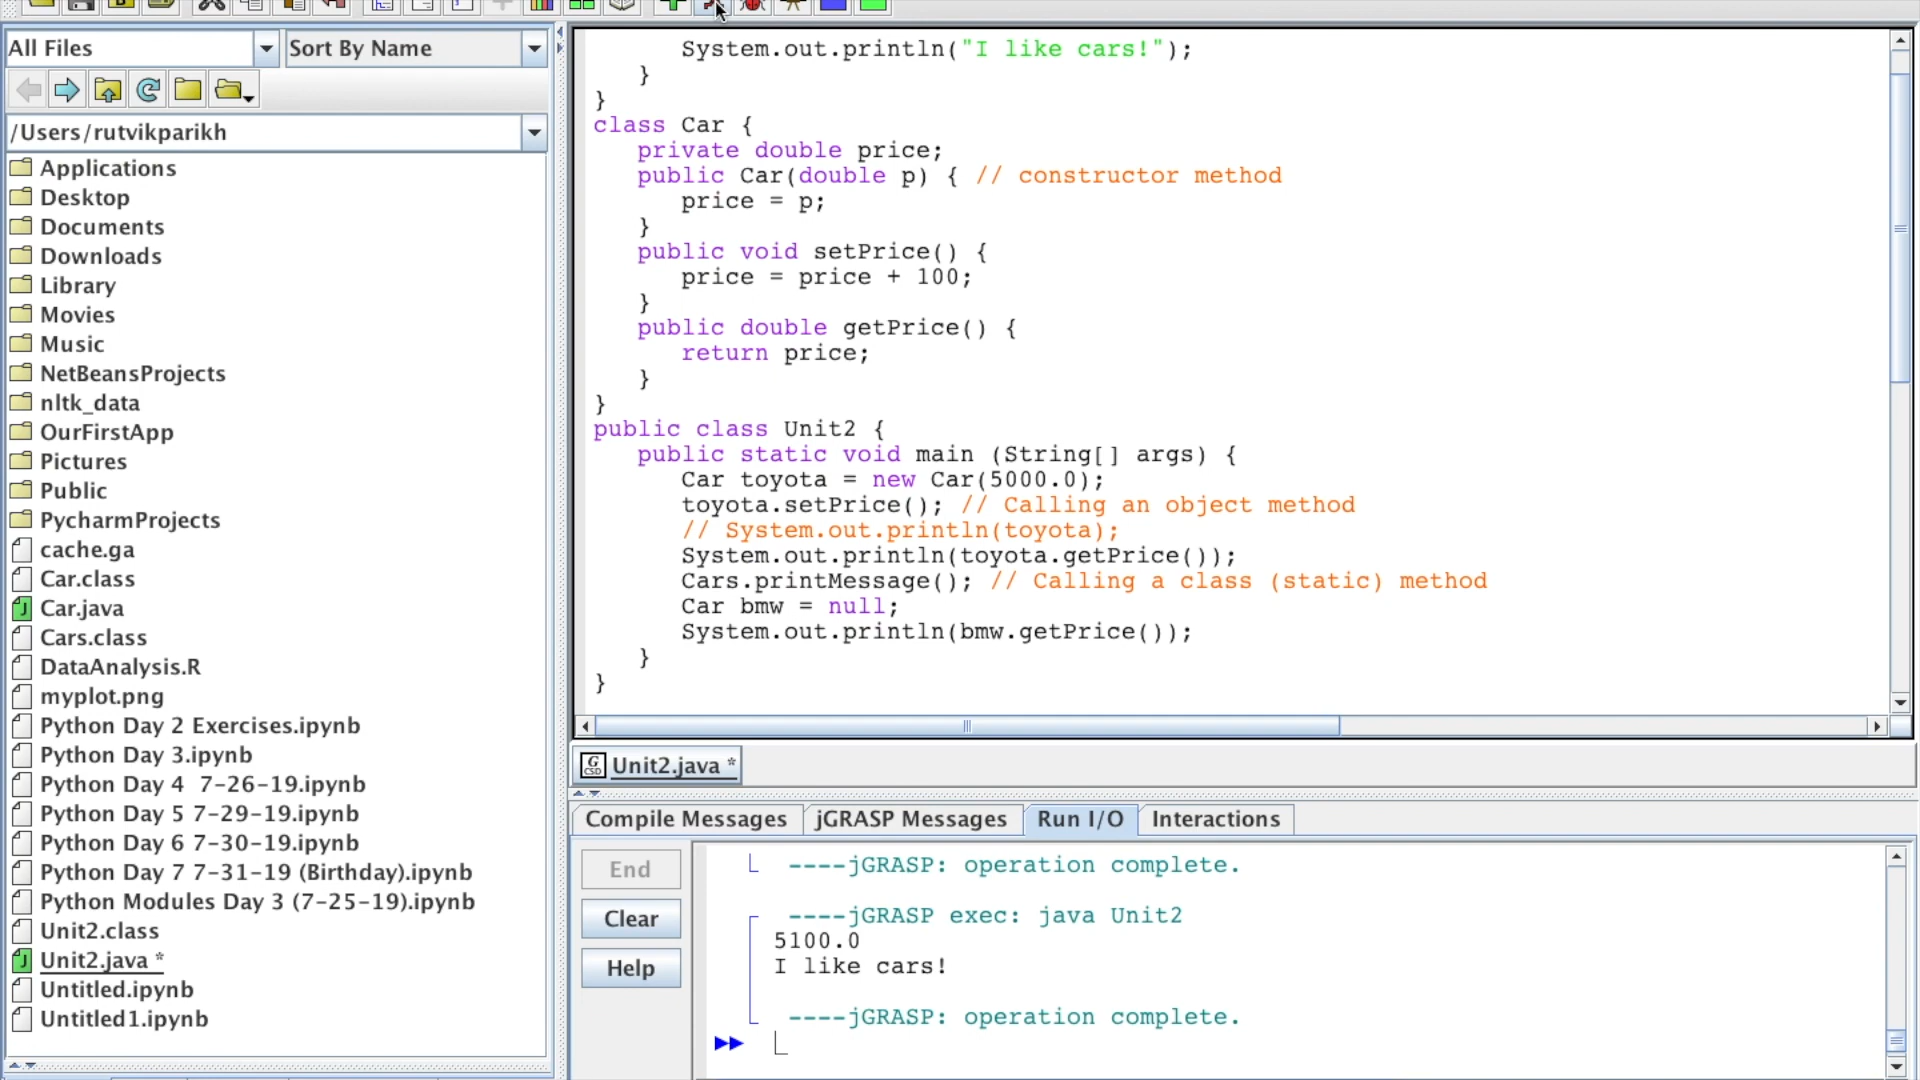 All Files
Sort By Name
/Users/rutvikparikh
Applications
Desktop
Documents
Downloads
Library
Movies
Music
NetBeansProjects
nltk_data
OurFirstApp
Pictures
Public
PycharmProjects
cache.ga
Car.class
Car.java
Cars.class
DataAnalysis.R
myplot.png
Python Day 2 Exercises.ipynb
Python Day 3.ipynb
Python Day 4  7-26-19.ipynb
Python Day 5 7-29-19.ipynb
Python Day 6 7-30-19.ipynb
Python Day 7 7-31-19 (Birthday).ipynb
Python Modules Day 3 (7-25-19).ipynb
Unit2.class
Unit2.java *
Untitled.ipynb
Untitled1.ipynb
      System.out.println("I like cars!");
   }
}
class Car {
   private double price;
   public Car(double p) { // constructor method
      price = p;
   }
   public void setPrice() {
      price = price + 100;
   }
   public double getPrice() {
      return price;
   }
}
public class Unit2 {
   public static void main (String[] args) {
      Car toyota = new Car(5000.0);
      toyota.setPrice(); // Calling an object method
      // System.out.println(toyota);
      System.out.println(toyota.getPrice());
      Cars.printMessage(); // Calling a class (static) method
      Car bmw = null;
      System.out.println(bmw.getPrice());
   }
}
G
CSD
Unit2.java *
Compile Messages
jGRASP Messages
Run I/O
Interactions
End
Clear
Help
----jGRASP: operation complete.
----jGRASP exec: java Unit2
5100.0
I like cars!
----jGRASP: operation complete.